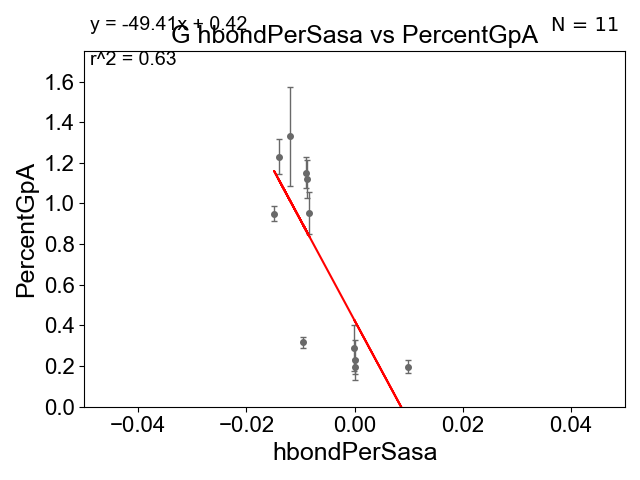 y = -49.41x + 0.42
N = 11
G hbondPerSasa vs PercentGpA
r^2 = 0.63
1.6
1.4
1.2
1.0
0.8
0.6
0.4
0.2
0.0
PercentGpA
−0.04 −0.02 0.00 0.02 0.04
hbondPerSasa